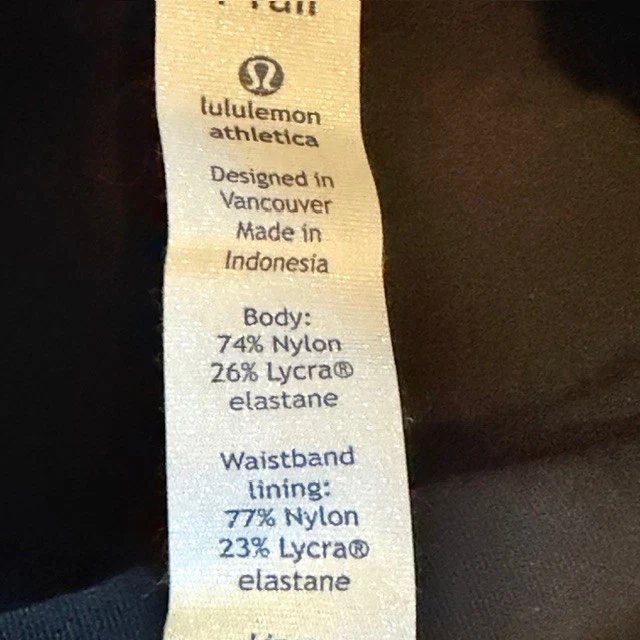 lululemon
athletica
Designed in
Vancouver
Made in
Indonesia
Body:
74% Nylon
26% Lycra®
elastane
Waistband
lining:
77% Nylon
23% Lycra®
elastane